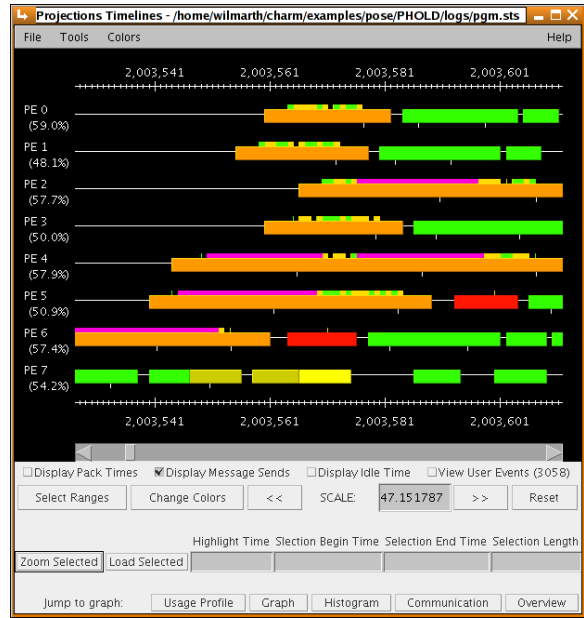 Projections Timelines - /home/wilmarth/charm/examples/pose/PHOLD/logs/pgm.sts
File Tools Colors Help
2,003,541 2,003,561 2,003,581 2,003,601
PE 0
(59.0%)
PE 1
(48.1%)
PE 2
(57.7%)
PE 3
(50.0%)
PE 4
(57.9%)
PE 5
(50.9%)
PE 6
(57.4%)
PE 7
(54.2%)
2,003,541 2,003,561 2,003,581 2,003,601
Display Pack Times Display Message Sends Display Idle Time View User Events (3058)
Select Ranges Change Colors << SCALE: 47.151787 >> Reset
Highlight Time Slection Begin Time Selection End Time Selection Length
Zoom Selected Load Selected
Jump to graph: Usage Profile Graph Histogram Communication Overview